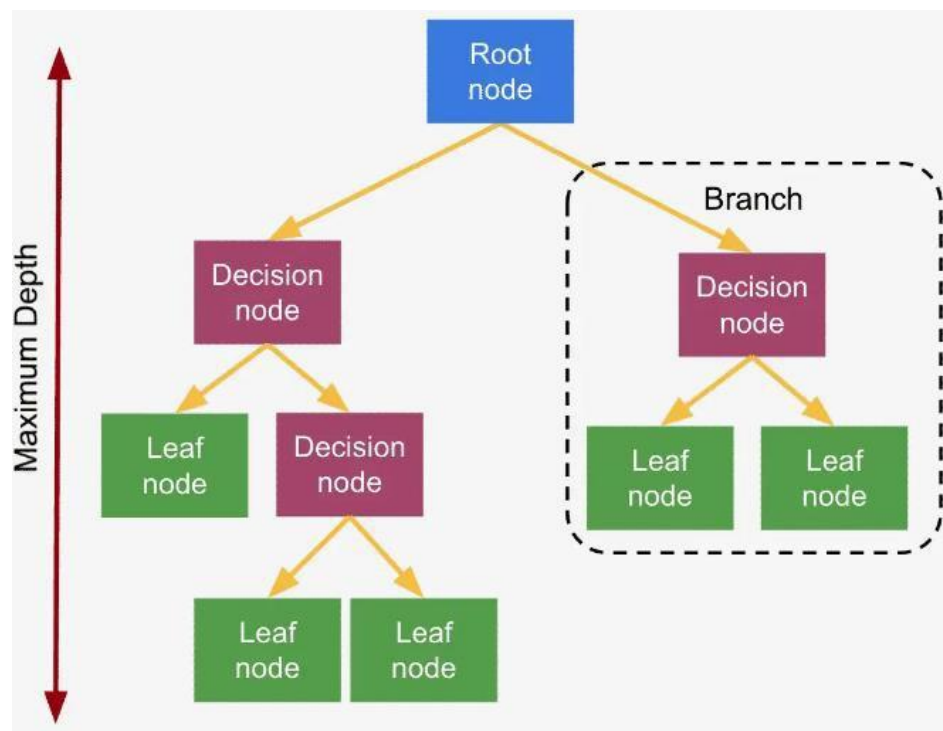 Root
node
Branch
Decision
node
Decision
node
Maximum Depth
Leaf
node
Decision
node
Leaf
node
Leaf
node
Leaf
node
Leaf
node